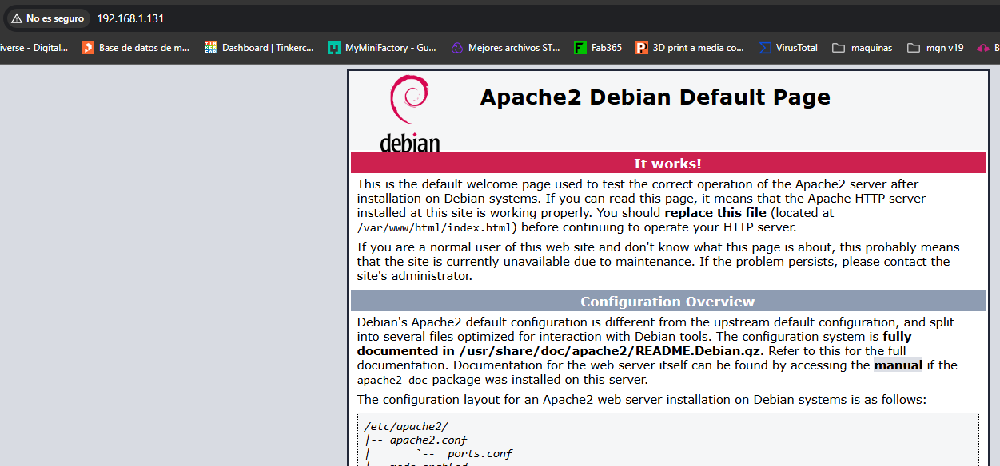 No es seguro 192.168.1.131
iverse - Digital... Base de datos de m... Dashboard | Tinkerc... MyMiniFactory - Gu... Mejores archivos ST... Fab365 3D print a media co... VirusTotal maquinas mgn v19 B
debian
Apache2 Debian Default Page
It works!
This is the default welcome page used to test the correct operation of the Apache2 server after
installation on Debian systems. If you can read this page, it means that the Apache HTTP server
installed at this site is working properly. You should replace this file (located at
/var/www/html/index.html) before continuing to operate your HTTP server.
If you are a normal user of this web site and don't know what this page is about, this probably means
that the site is currently unavailable due to maintenance. If the problem persists, please contact the
site's administrator.
Configuration Overview
Debian's Apache2 default configuration is different from the upstream default configuration, and split
into several files optimized for interaction with Debian tools. The configuration system is fully
documented in /usr/share/doc/apache2/README.Debian.gz. Refer to this for the full
documentation. Documentation for the web server itself can be found by accessing the manual if the
apache2-doc package was installed on this server.
The configuration layout for an Apache2 web server installation on Debian systems is as follows:
/etc/apache2/
|-- apache2.conf
|       `--  ports.conf